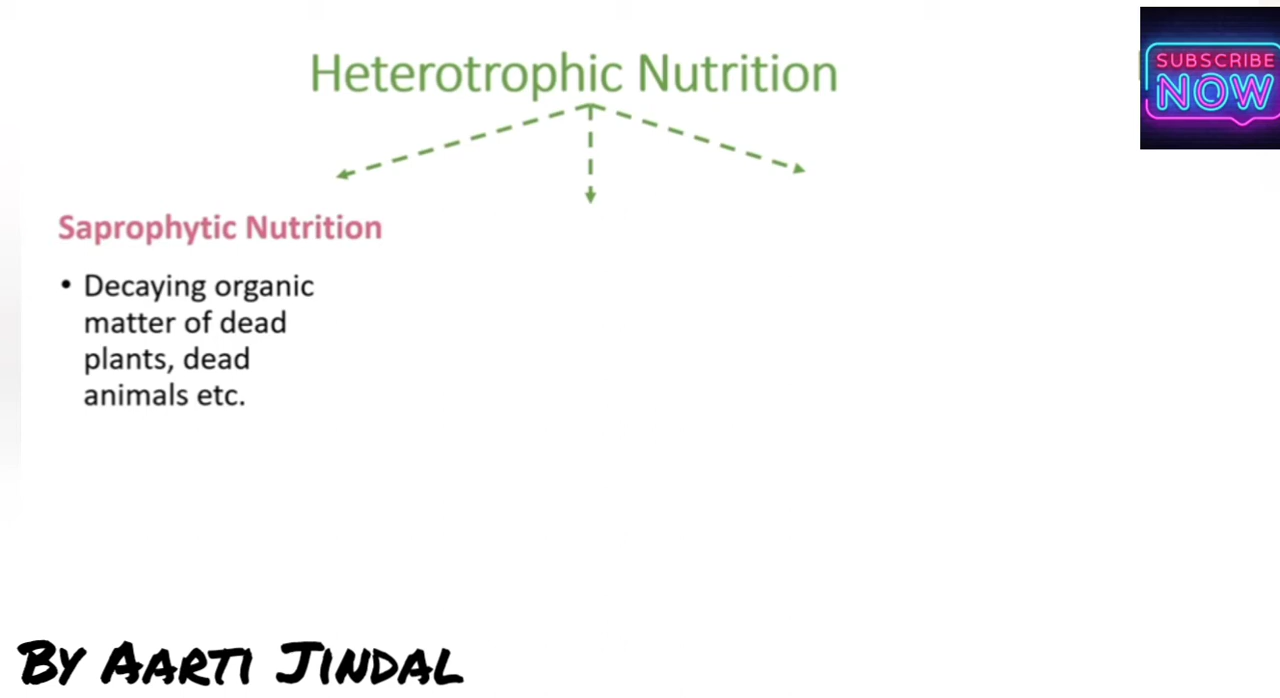 Heterotrophic Nutrition
SUBSCRIBE
NOW
Saprophytic Nutrition
• Decaying organic
matter of dead
plants, dead
animals etc.
By Aarti Jindal